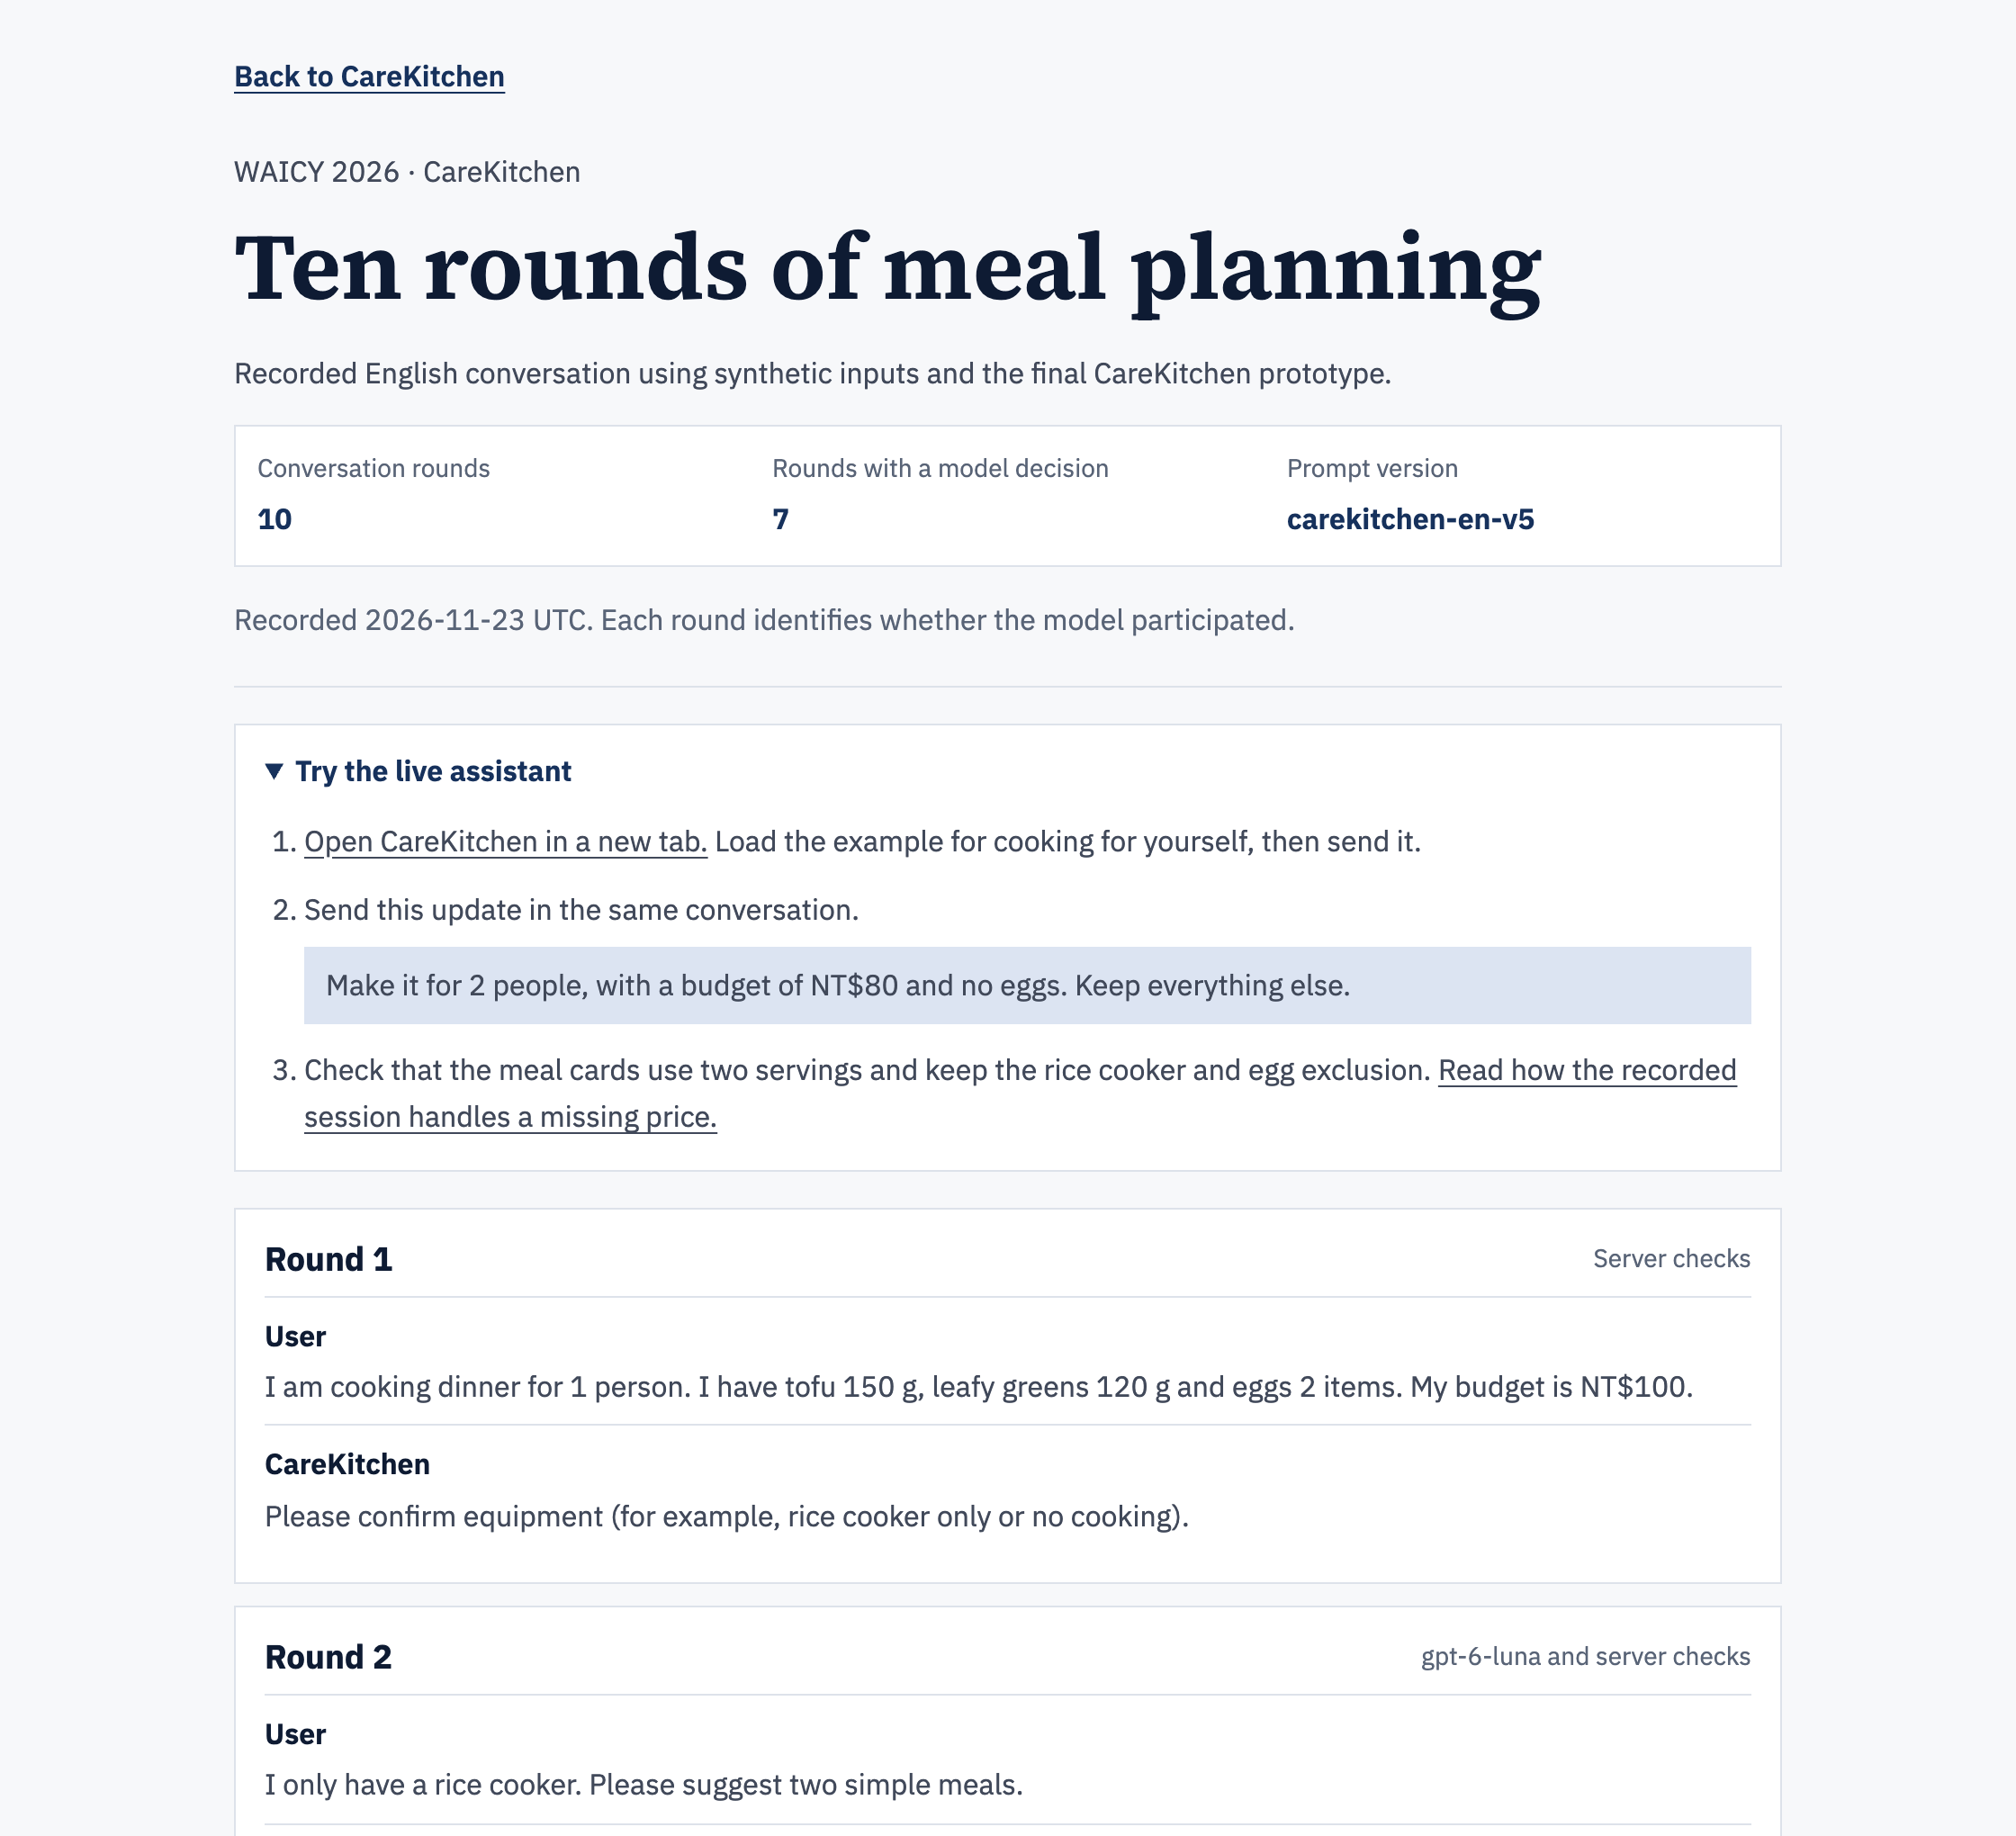 Back to CareKitchen
WAICY 2026 · CareKitchen
Ten rounds of meal planning
Recorded English conversation using synthetic inputs and the final CareKitchen prototype.
Conversation rounds
10
Rounds with a model decision
7
Prompt version
carekitchen-en-v5
Recorded 2026-11-23 UTC. Each round identifies whether the model participated.
▼ Try the live assistant
1. Open CareKitchen in a new tab. Load the example for cooking for yourself, then send it.
2. Send this update in the same conversation.
Make it for 2 people, with a budget of NT$80 and no eggs. Keep everything else.
3. Check that the meal cards use two servings and keep the rice cooker and egg exclusion. Read how the recorded
session handles a missing price.
Round 1
Server checks
User
I am cooking dinner for 1 person. I have tofu 150 g, leafy greens 120 g and eggs 2 items. My budget is NT$100.
CareKitchen
Please confirm equipment (for example, rice cooker only or no cooking).
Round 2
gpt-6-luna and server checks
User
I only have a rice cooker. Please suggest two simple meals.